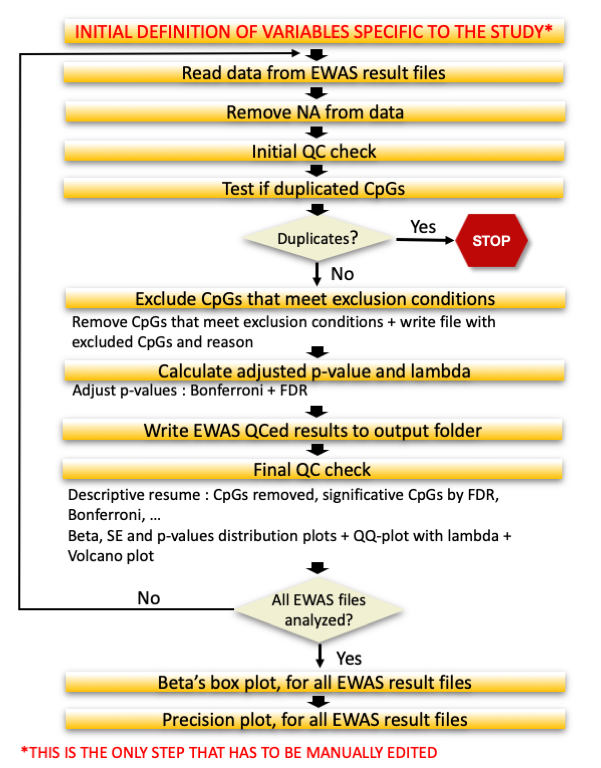 INITIAL DEFINITION OF VARIABLES SPECIFIC TO THE STUDY*
Read data from EWAS result files
Remove NA from data
Initial QC check
Test if duplicated CpGs
Duplicates?
Yes
STOP
No
Exclude CpGs that meet exclusion conditions
Remove CpGs that meet exclusion conditions + write file with
excluded CpGs and reason
Calculate adjusted p-value and lambda
Adjust p-values : Bonferroni + FDR
Write EWAS QCed results to output folder
Final QC check
Descriptive resume : CpGs removed, significative CpGs by FDR,
Bonferroni, ...
Beta, SE and p-values distribution plots + QQ-plot with lambda +
Volcano plot
No
All EWAS files
analyzed?
Yes
Beta's box plot, for all EWAS result files
Precision plot, for all EWAS result files
*THIS IS THE ONLY STEP THAT HAS TO BE MANUALLY EDITED